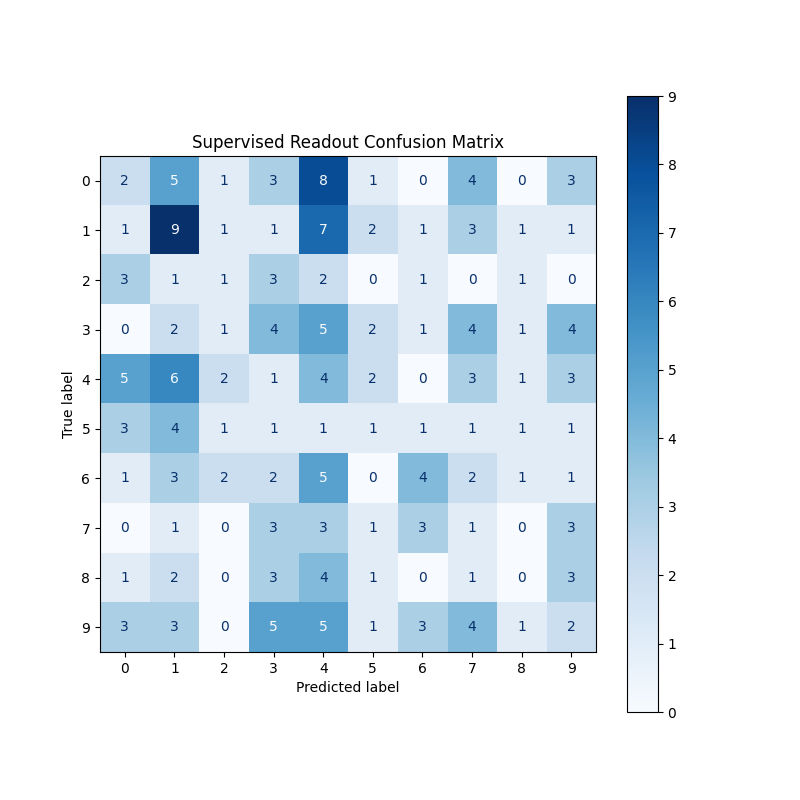 Supervised Readout Confusion Matrix
9
8
7
6
5
4
3
2
1
0
True label
0 2 5 1 3 8 1 0 4 0 3
1 1 9 1 1 7 2 1 3 1 1
2 3 1 1 3 2 0 1 0 1 0
3 0 2 1 4 5 2 1 4 1 4
4 5 6 2 1 4 2 0 3 1 3
5 3 4 1 1 1 1 1 1 1 1
6 1 3 2 2 5 0 4 2 1 1
7 0 1 0 3 3 1 3 1 0 3
8 1 2 0 3 4 1 0 1 0 3
9 3 3 0 5 5 1 3 4 1 2
0 1 2 3 4 5 6 7 8 9
Predicted label